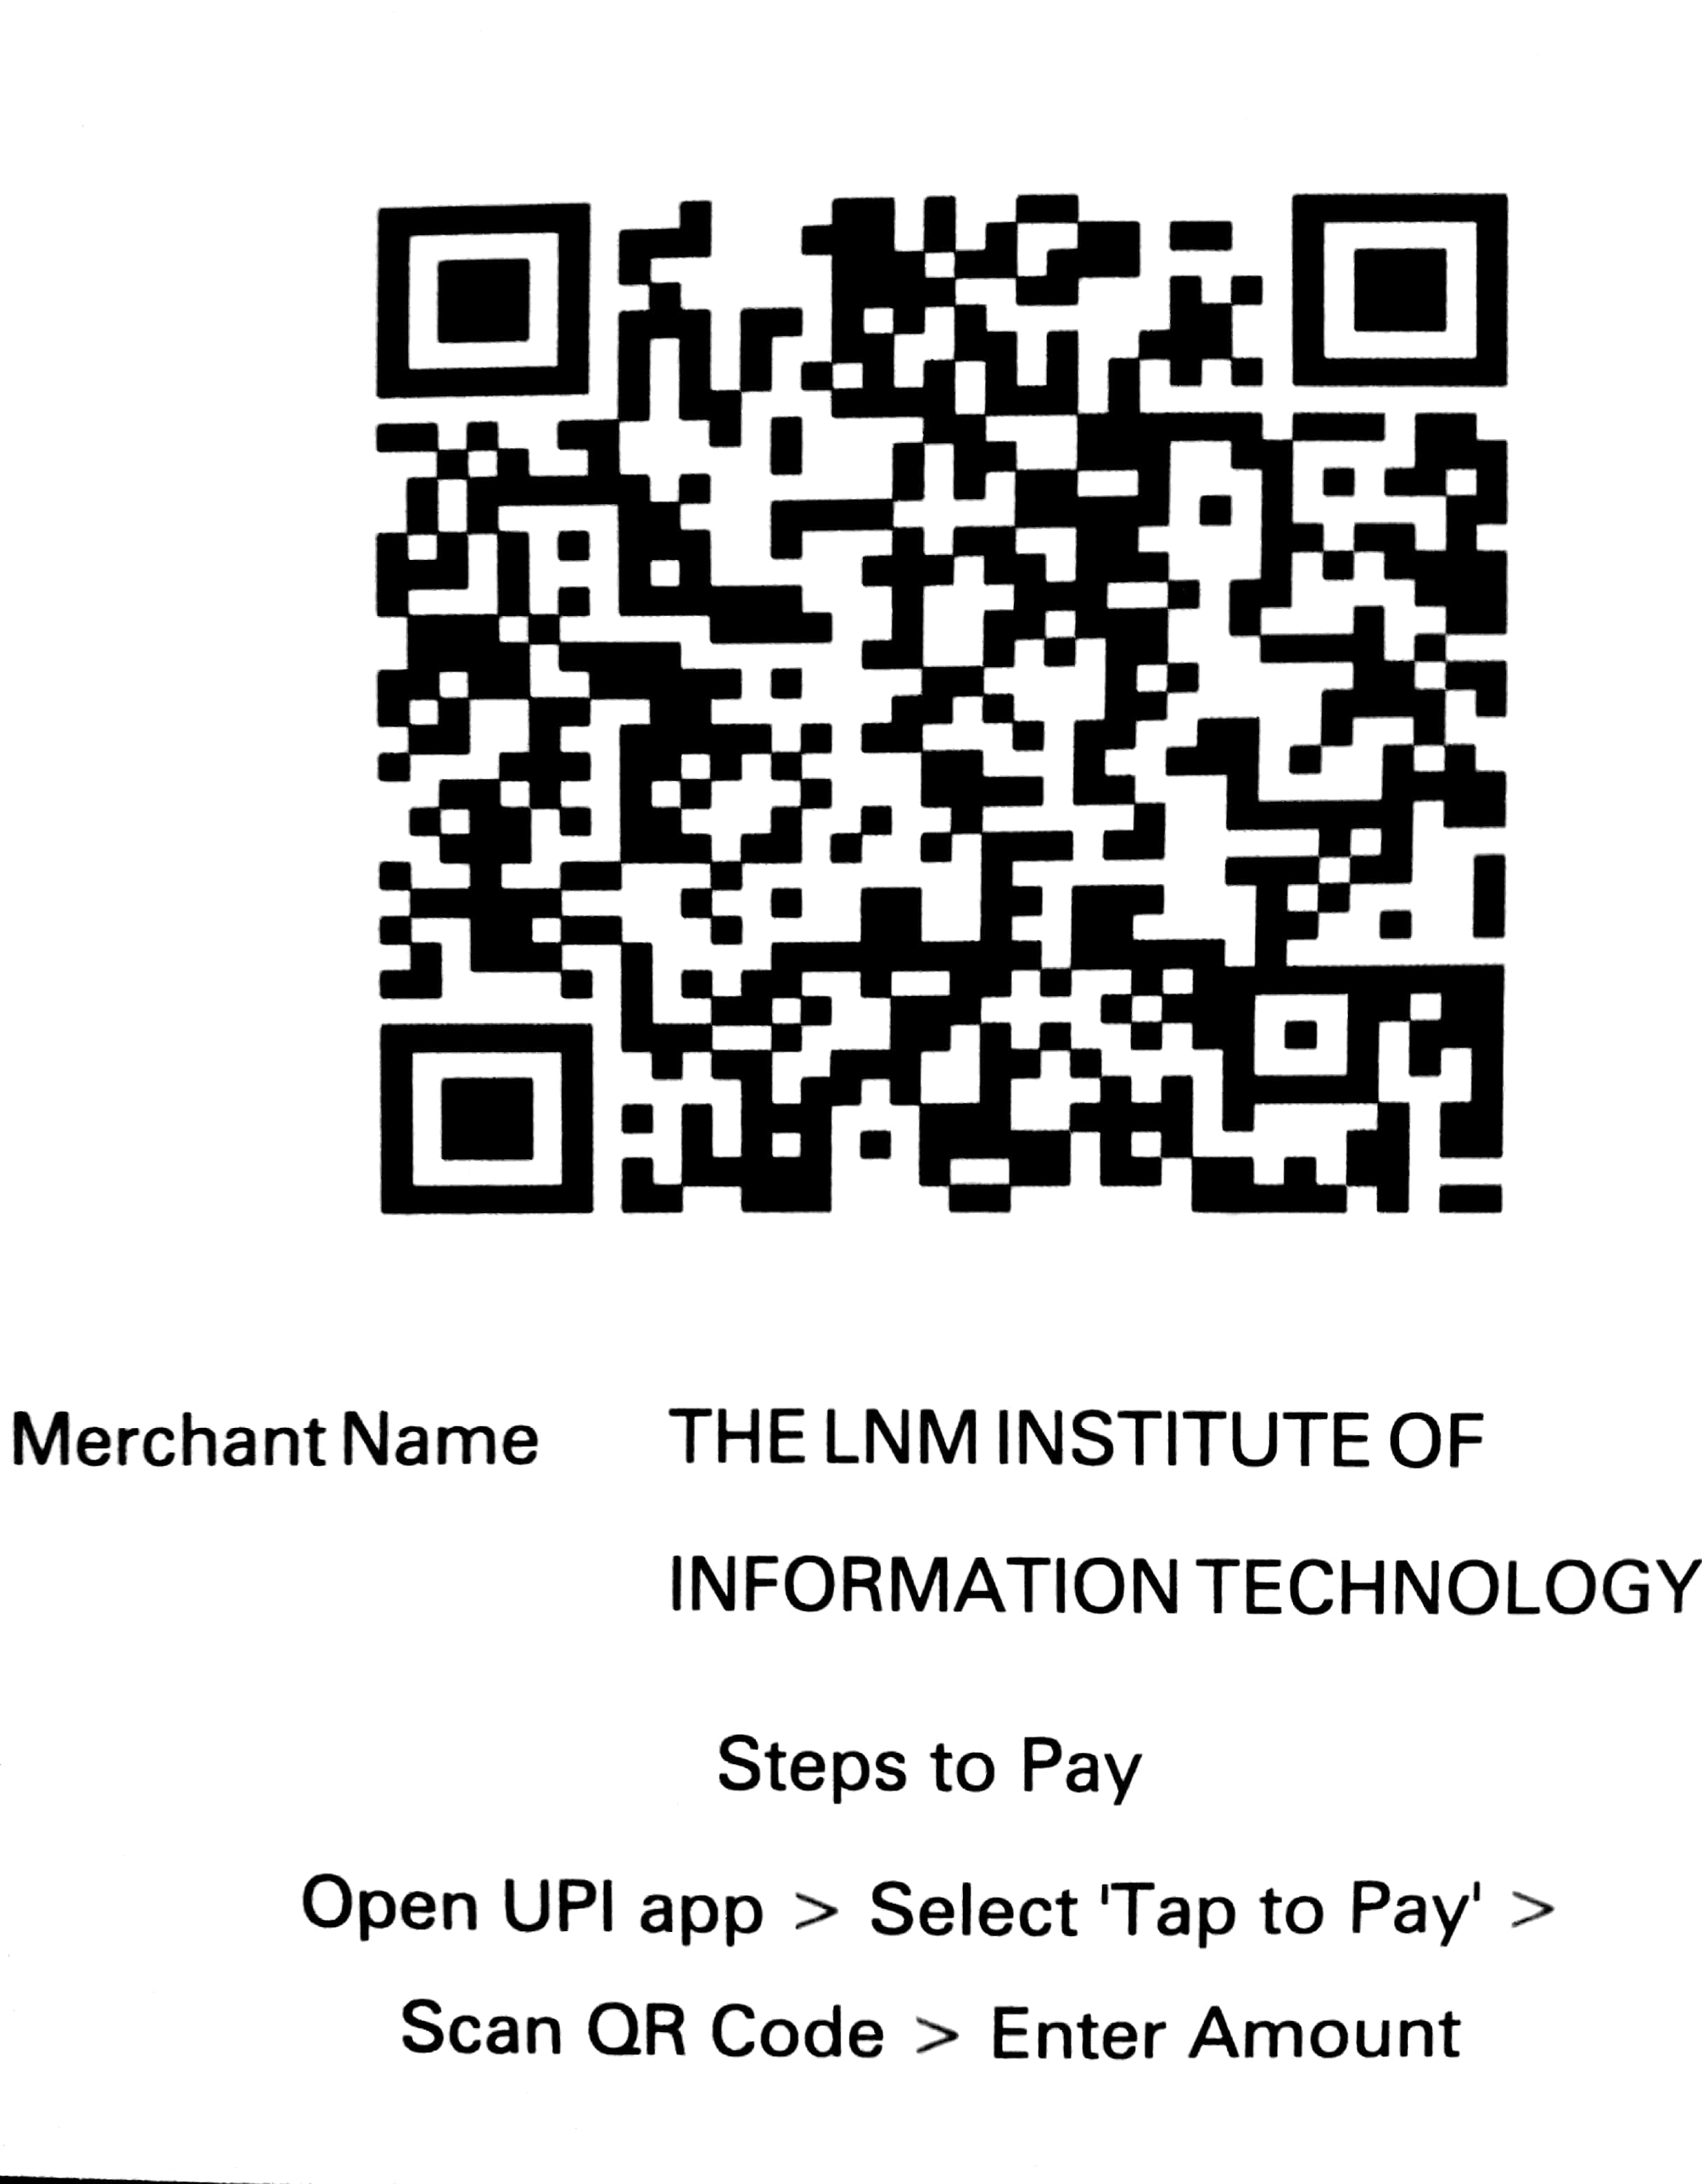 Merchant Name THE LNM INSTITUTE OF
INFORMATION TECHNOLOGY
Steps to Pay
Open UPI app > Select 'Tap to Pay' >
Scan QR Code > Enter Amount